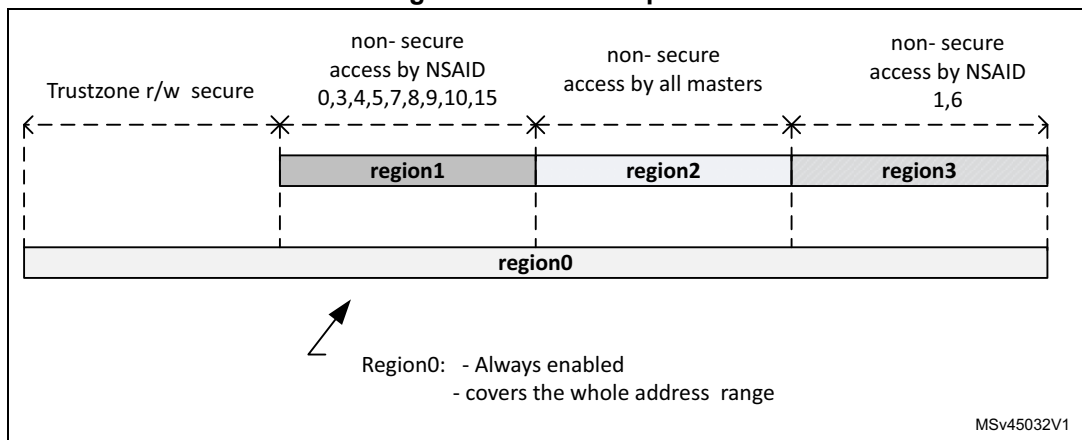 non- secure
access by NSAID
0,3,4,5,7,8,9,10,15
non- secure
access by all masters
non- secure
access by NSAID
1,6
Trustzone r/w  secure
region1
region2
region3
region0
Region0:   - Always enabled
- covers the whole address  range
MSv45032V1